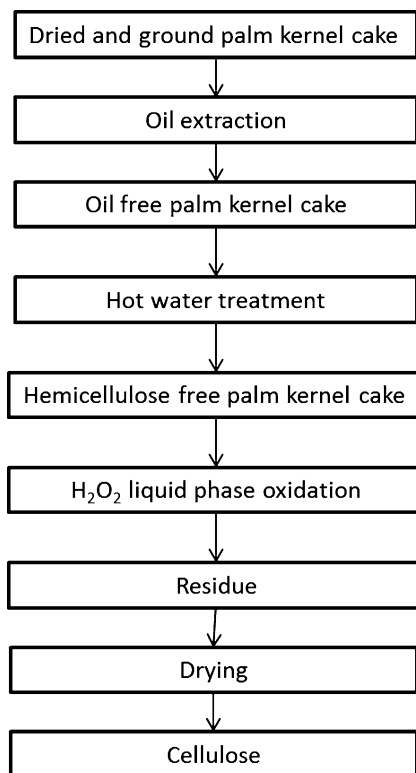 Dried and ground palm kernel cake
Oil extraction
Oil free palm kernel cake
Hot water treatment
Hemicellulose free palm kernel cake
H₂O₂ liquid phase oxidation
Residue
Drying
Cellulose